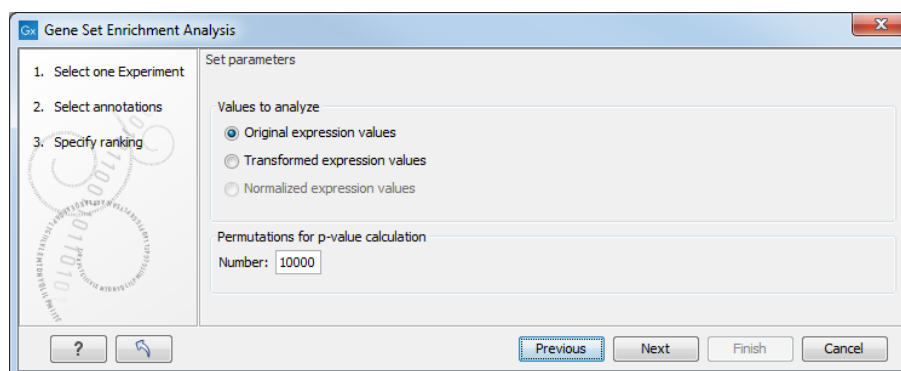 Gx Gene Set Enrichment Analysis
1. Select one Experiment
2. Select annotations
3. Specify ranking
Set parameters
Values to analyze
Original expression values
Transformed expression values
Normalized expression values
Permutations for p-value calculation
Number: 10000
?
Previous Next Finish Cancel